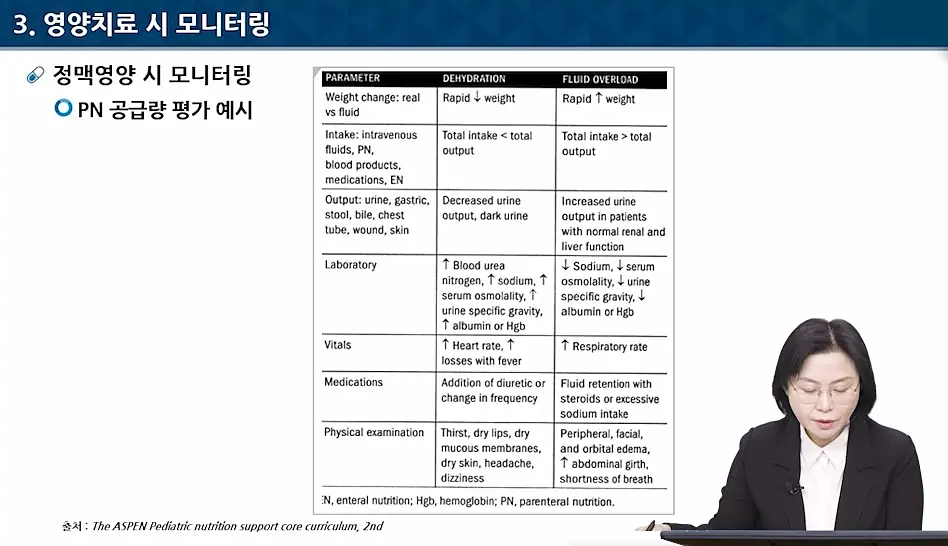 3. 영양치료 시 모니터링
정맥영양 시 모니터링
PN 공급량 평가 예시
PARAMETER DEHYDRATION FLUID OVERLOAD
Weight change: real vs fluid
Rapid ↓ weight
Rapid ↑ weight
Intake: intravenous
fluids, PN,
blood products,
medications, EN
Total intake < total
output
Total intake > total
output
Output: urine, gastric,
stool, bile, chest
tube, wound, skin
Decreased urine
output, dark urine
Increased urine
output in patients
with normal renal and
liver function
Laboratory
↑ Blood urea
nitrogen, ↑ sodium, ↑
serum osmolality, ↑
urine specific gravity,
↑ albumin or Hgb
↓ Sodium, ↓ serum
osmolality, ↓ urine
specific gravity, ↓
albumin or Hgb
Vitals
↑ Heart rate, ↑
losses with fever
↑ Respiratory rate
Medications
Addition of diuretic or
change in frequency
Fluid retention with
steroids or excessive
sodium intake
Physical examination
Thirst, dry lips, dry
mucous membranes,
dry skin, headache,
dizziness
Peripheral, facial,
and orbital edema,
↑ abdominal girth,
shortness of breath
EN, enteral nutrition; Hgb, hemoglobin; PN, parenteral nutrition.
출처 : The ASPEN Pediatric nutrition support core curriculum, 2nd